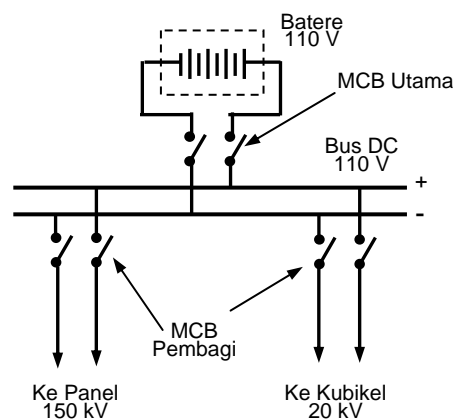 Batere
110 V
MCB Utama
Bus DC
110 V
+
-
MCB
Pembagi
Ke Panel
150 kV
Ke Kubikel
20 kV